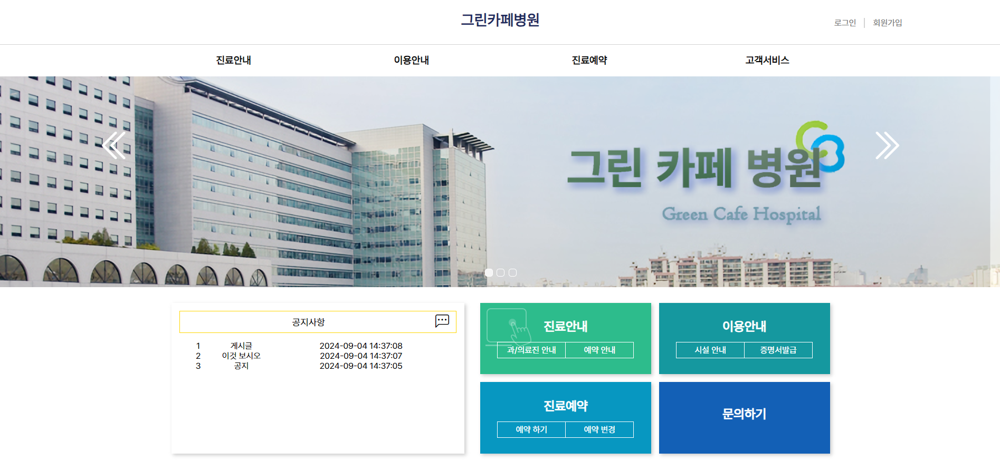 그린카페병원
로그인
회원가입
진료안내
이용안내
진료예약
고객서비스
그린 카페 병원
Green Cafe Hospital
공지사항
1 게시글 2024-09-04 14:37:08
2 이것 보시오 2024-09-04 14:37:07
3 공지 2024-09-04 14:37:05
진료안내
과/의료진 안내 예약 안내
이용안내
시설 안내 증명서발급
진료예약
예약 하기 예약 변경
문의하기